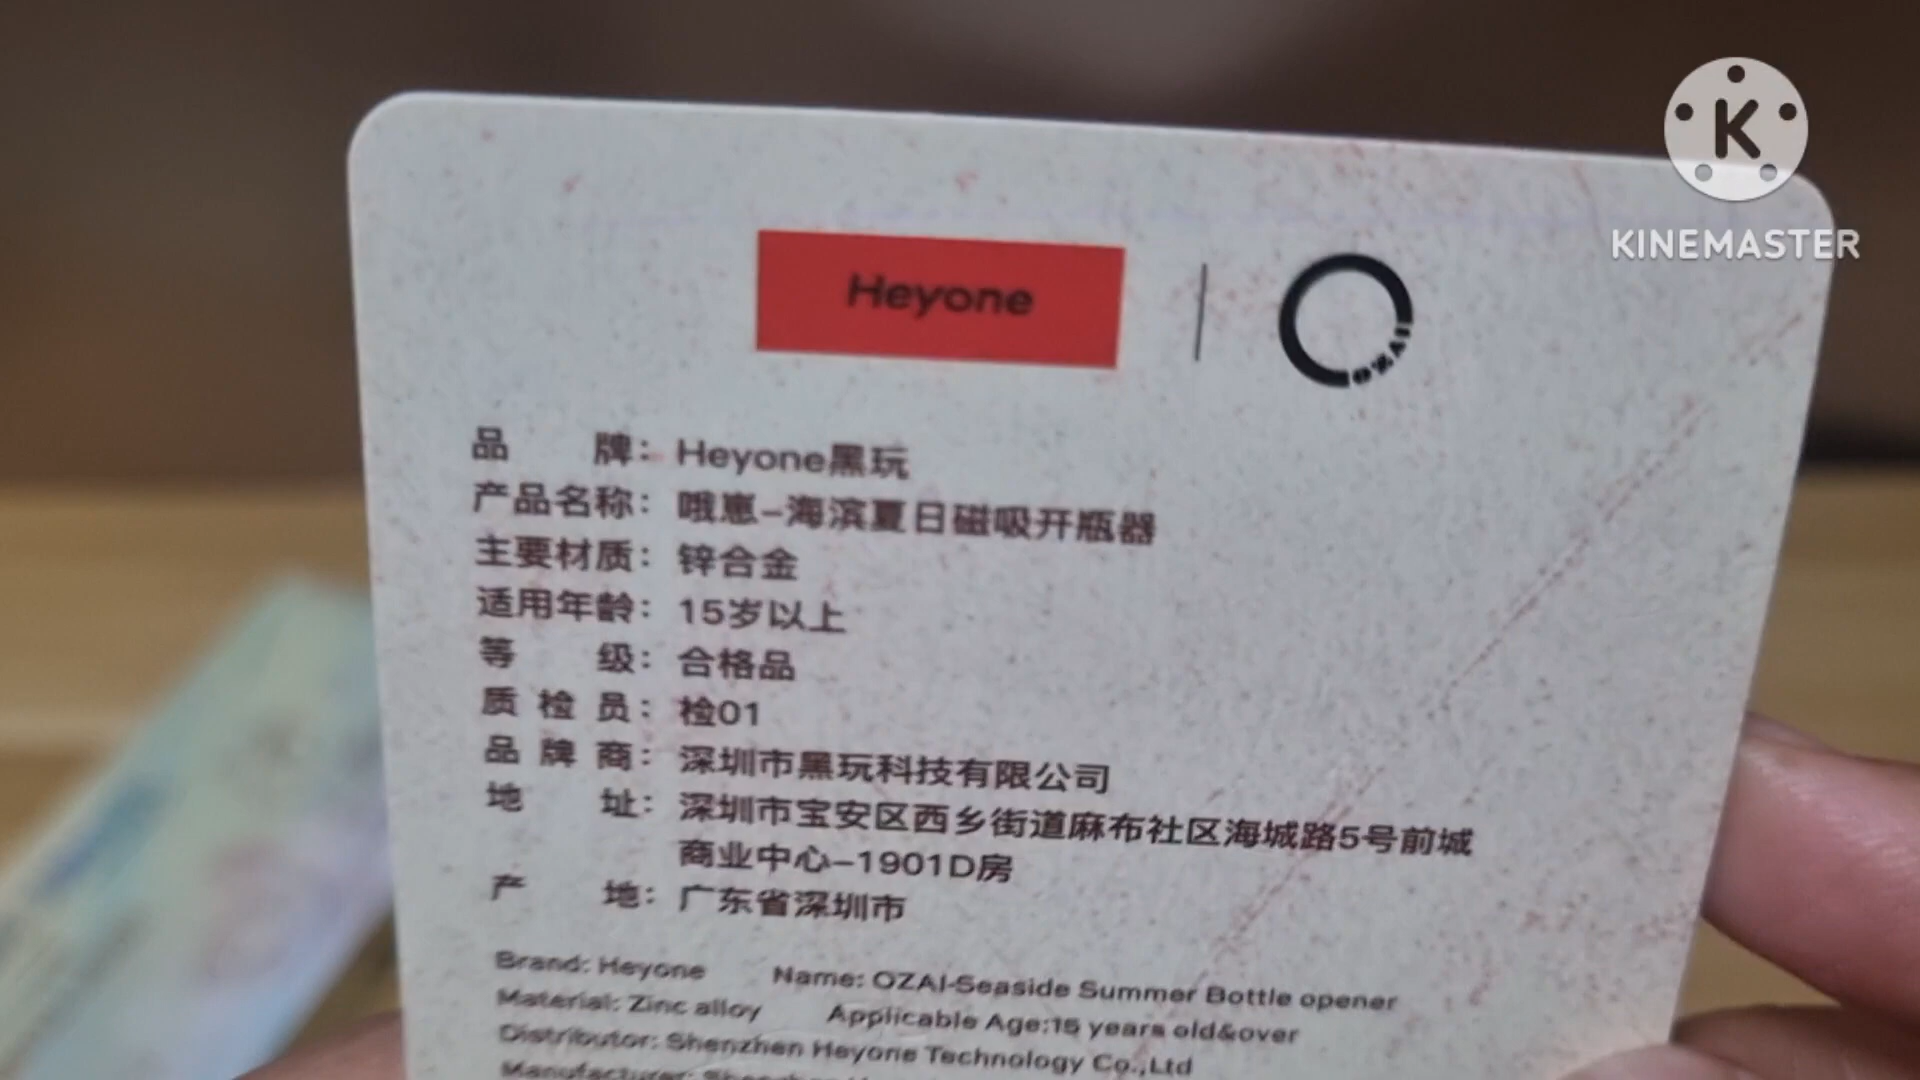 K
KINEMASTER
Heyone
OZAI
品牌：Heyone黑玩
产品名称：哦崽-海滨夏日磁吸开瓶器
主要材质：锌合金
适用年龄：15岁以上
等级：合格品
质检员：检01
品牌商：深圳市黑玩科技有限公司
地址：深圳市宝安区西乡街道麻布社区海城路5号前城
商业中心-1901D房
产地：广东省深圳市
Brand: Heyone Name: OZAI-Seaside Summer Bottle opener
Material: Zinc alloy Applicable Age:15 years old&over
Distributor: Shenzhen Heyone Technology Co.,Ltd
Manufacturer: